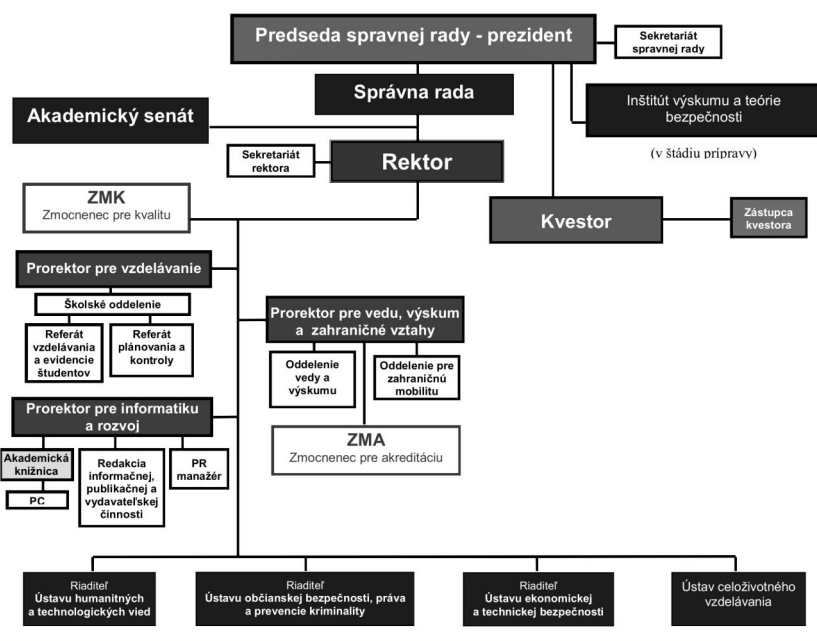 Predseda spravnej rady - prezident
Sekretariát
spravnej rady
Správna rada
Akademický senát
Inštitút výskumu a teórie
bezpečnosti
(v štádiu prípravy)
Sekretariát
rektora
Rektor
ZMK
Zmocnenec pre kvalitu
Kvestor
Zástupca
kvestora
Prorektor pre vzdelávanie
Školské oddelenie
Referát
vzdelávania
a evidencie
študentov
Referát
plánovania a
kontroly
Prorektor pre vedu, výskum
a zahraničné vztahy
Oddelenie
vedy a
výskumu
Oddelenie pre
zahraničnú
mobilitu
Prorektor pre informatiku
a rozvoj
Akademická
knižnica
PC
Redakcia
informačnej,
publikačnej a
vydavateľskej
činnosti
PR
manažér
ZMA
Zmocnenec pre akreditáciu
Riaditeľ
Ústavu humanitných
a technologických vied
Riaditeľ
Ústavu občianskej bezpečnosti, práva
a prevencie kriminality
Riaditeľ
Ústavu ekonomickej
a technickej bezpečnosti
Ústav celoživotného
vzdelávania